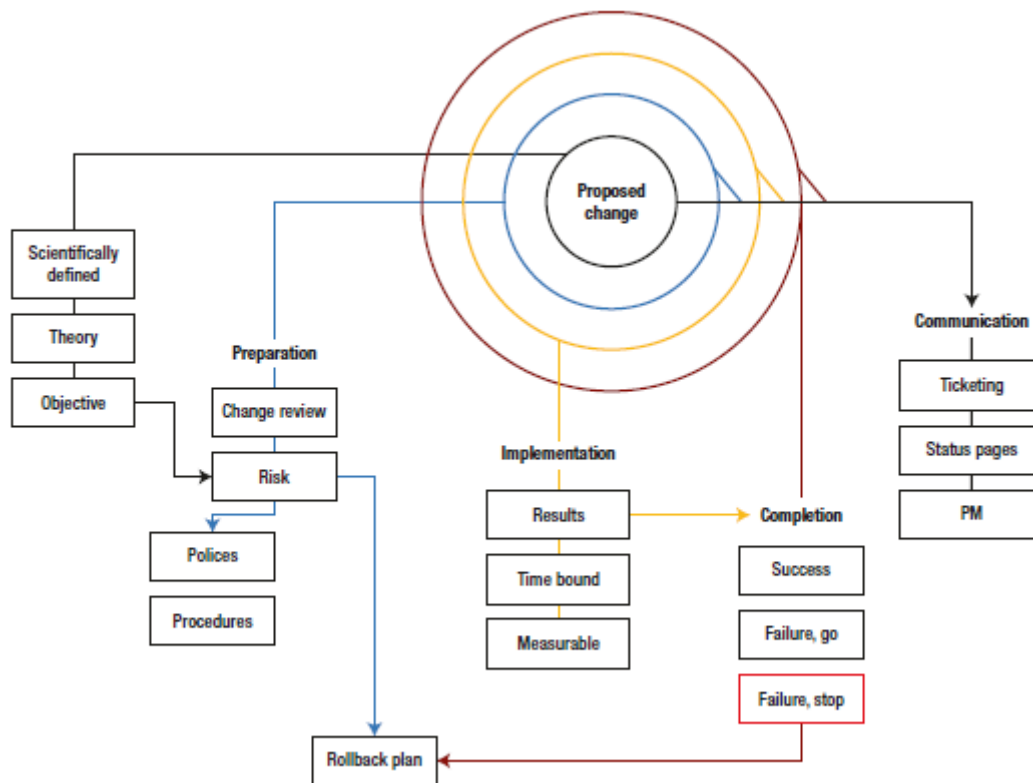 Proposed
change
Scientifically
defined
Theory
Objective
Preparation
Change review
Risk
Polices
Procedures
Implementation
Results
Time bound
Measurable
Completion
Success
Failure, go
Failure, stop
Rollback plan
Communication
Ticketing
Status pages
PM